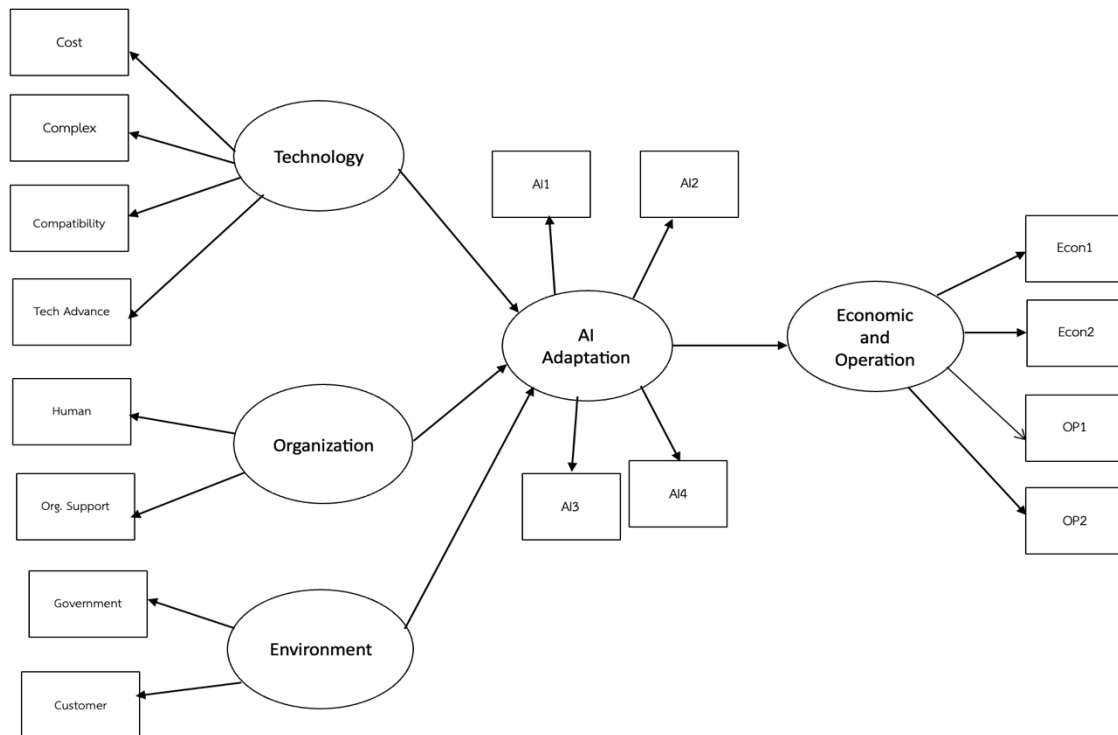 Cost
Complex
Technology
Compatibility
Tech Advance
Human
Organization
Org. Support
Government
Environment
Customer
AI1
AI2
AI
Adaptation
AI3
AI4
Economic
and
Operation
Econ1
Econ2
OP1
OP2